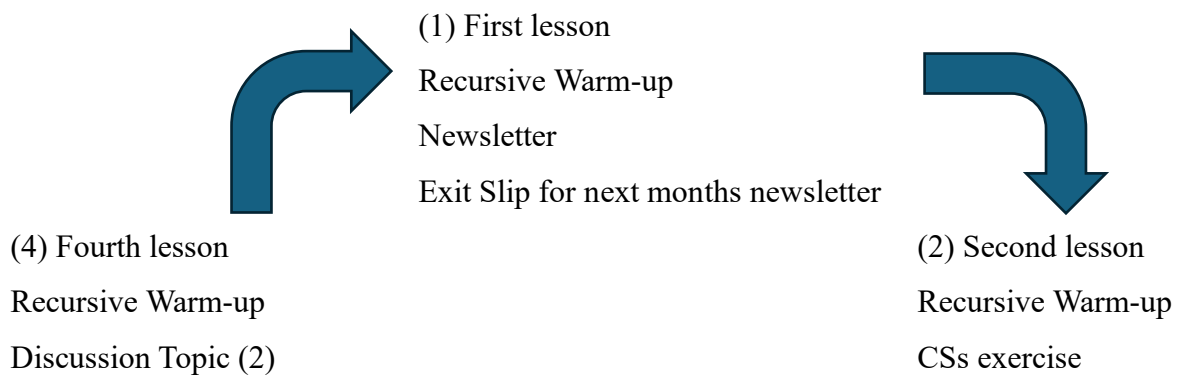 (1) First lesson
Recursive Warm-up
Newsletter
Exit Slip for next months newsletter
(4) Fourth lesson
Recursive Warm-up
Discussion Topic (2)
(2) Second lesson
Recursive Warm-up
CSs exercise